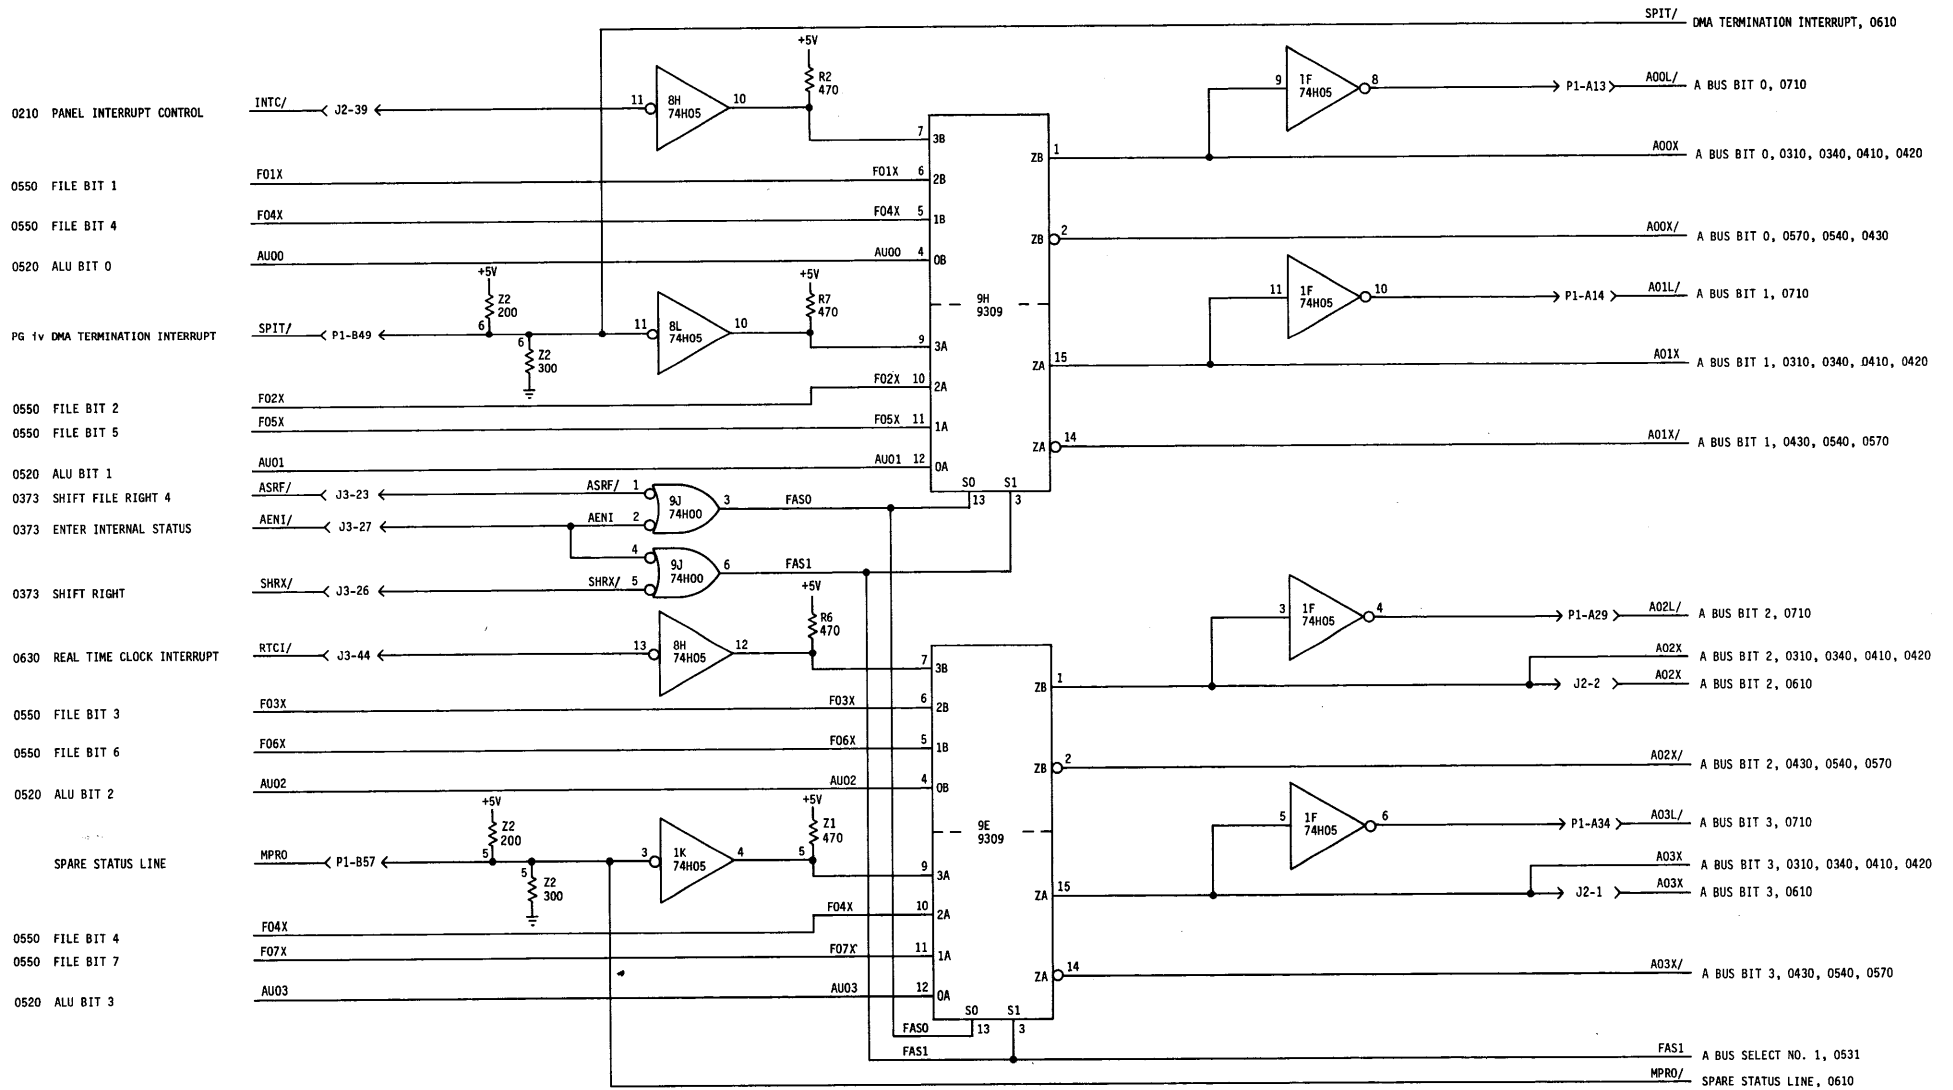 SPIT/ DMA TERMINATION INTERRUPT, 0610
+5V
R2
470
0210 PANEL INTERRUPT CONTROL INTC/ J2-39 11 8H 74H05 10
9 1F 74H05 8 P1-A13 A00L/ A BUS BIT 0, 0710
7 3B
ZB 1 A00X A BUS BIT 0, 0310, 0340, 0410, 0420
0550 FILE BIT 1 F01X F01X 6 2B
0550 FILE BIT 4 F04X F04X 5 1B
ZB 2 A00X/ A BUS BIT 0, 0570, 0540, 0430
0520 ALU BIT 0 AU00 AU00 4 0B
+5V
Z2
200
6
+5V
R7
470
9H
9309
11 1F 74H05 10 P1-A14 A01L/ A BUS BIT 1, 0710
PG iv DMA TERMINATION INTERRUPT SPIT/ P1-B49 11 8L 74H05 10
6
Z2
300
9 3A
ZA 15 A01X A BUS BIT 1, 0310, 0340, 0410, 0420
0550 FILE BIT 2 F02X F02X 10 2A
0550 FILE BIT 5 F05X F05X 11 1A
ZA 14 A01X/ A BUS BIT 1, 0430, 0540, 0570
0520 ALU BIT 1 AU01 AU01 12 0A
S0 S1
13 3
0373 SHIFT FILE RIGHT 4 ASRF/ J3-23 ASRF/ 1 9J 74H00 3 FAS0
0373 ENTER INTERNAL STATUS AENI/ J3-27 AENI 2
4 9J 74H00 6 FAS1
0373 SHIFT RIGHT SHRX/ J3-26 SHRX/ 5
+5V
R6
470
0630 REAL TIME CLOCK INTERRUPT RTCI/ J3-44 13 8H 74H05 12
3 1F 74H05 4 P1-A29 A02L/ A BUS BIT 2, 0710
7 3B
A02X A BUS BIT 2, 0310, 0340, 0410, 0420
ZB 1 J2-2 A02X A BUS BIT 2, 0610
0550 FILE BIT 3 F03X F03X 6 2B
0550 FILE BIT 6 F06X F06X 5 1B
ZB 2 A02X/ A BUS BIT 2, 0430, 0540, 0570
0520 ALU BIT 2 AU02 AU02 4 0B
+5V
Z2
200
5
+5V
Z1
470
5
9E
9309
5 1F 74H05 6 P1-A34 A03L/ A BUS BIT 3, 0710
SPARE STATUS LINE MPRO P1-B57 3 1K 74H05 4
5
Z2
300
9 3A
A03X A BUS BIT 3, 0310, 0340, 0410, 0420
ZA 15 J2-1 A03X A BUS BIT 3, 0610
0550 FILE BIT 4 F04X F04X 10 2A
0550 FILE BIT 7 F07X F07X 11 1A
ZA 14 A03X/ A BUS BIT 3, 0430, 0540, 0570
0520 ALU BIT 3 AU03 AU03 12 0A
S0 S1
FAS0 13 3
FAS1 FAS1 A BUS SELECT NO. 1, 0531
MPRO/ SPARE STATUS LINE, 0610